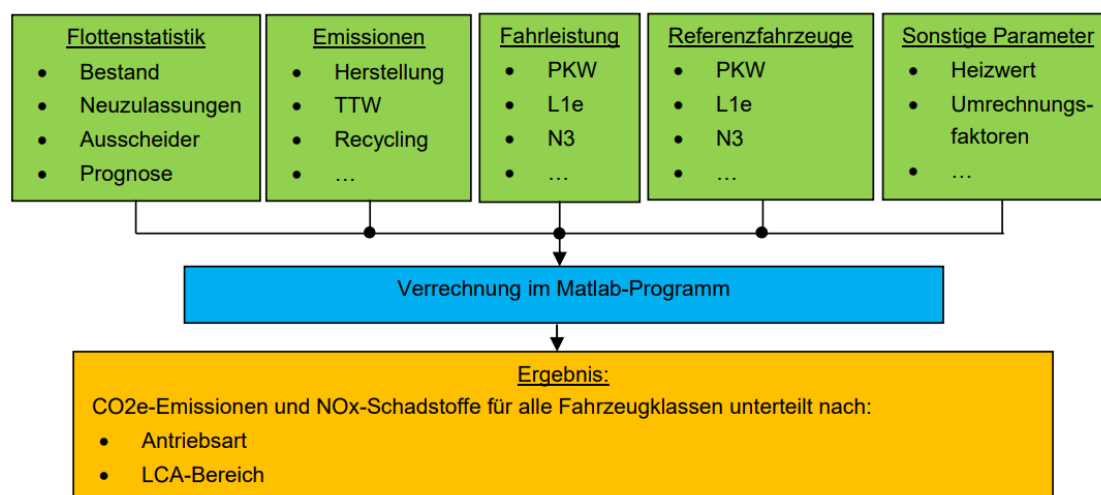 Flottenstatistik
• Bestand
• Neuzulassungen
• Ausscheider
• Prognose
Emissionen
• Herstellung
• TTW
• Recycling
• …
Fahrleistung
• PKW
• L1e
• N3
• …
Referenzfahrzeuge
• PKW
• L1e
• N3
• …
Sonstige Parameter
• Heizwert
• Umrechnungs-
faktoren
• …
Verrechnung im Matlab-Programm
Ergebnis:
CO2e-Emissionen und NOx-Schadstoffe für alle Fahrzeugklassen unterteilt nach:
• Antriebsart
• LCA-Bereich